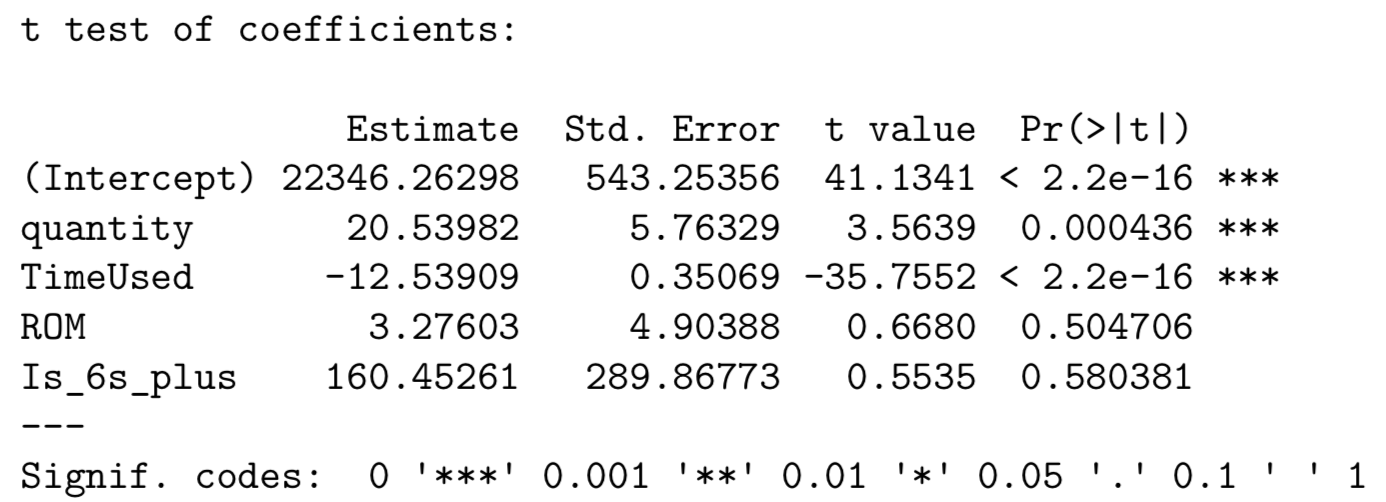 t test of coefficients:
Estimate Std. Error t value Pr(>|t|)
(Intercept) 22346.26298 543.25356 41.1341 < 2.2e-16 ***
quantity 20.53982 5.76329 3.5639 0.000436 ***
TimeUsed -12.53909 0.35069 -35.7552 < 2.2e-16 ***
ROM 3.27603 4.90388 0.6680 0.504706
Is_6s_plus 160.45261 289.86773 0.5535 0.580381
---
Signif. codes: 0 '***' 0.001 '**' 0.01 '*' 0.05 '.' 0.1 ' ' 1